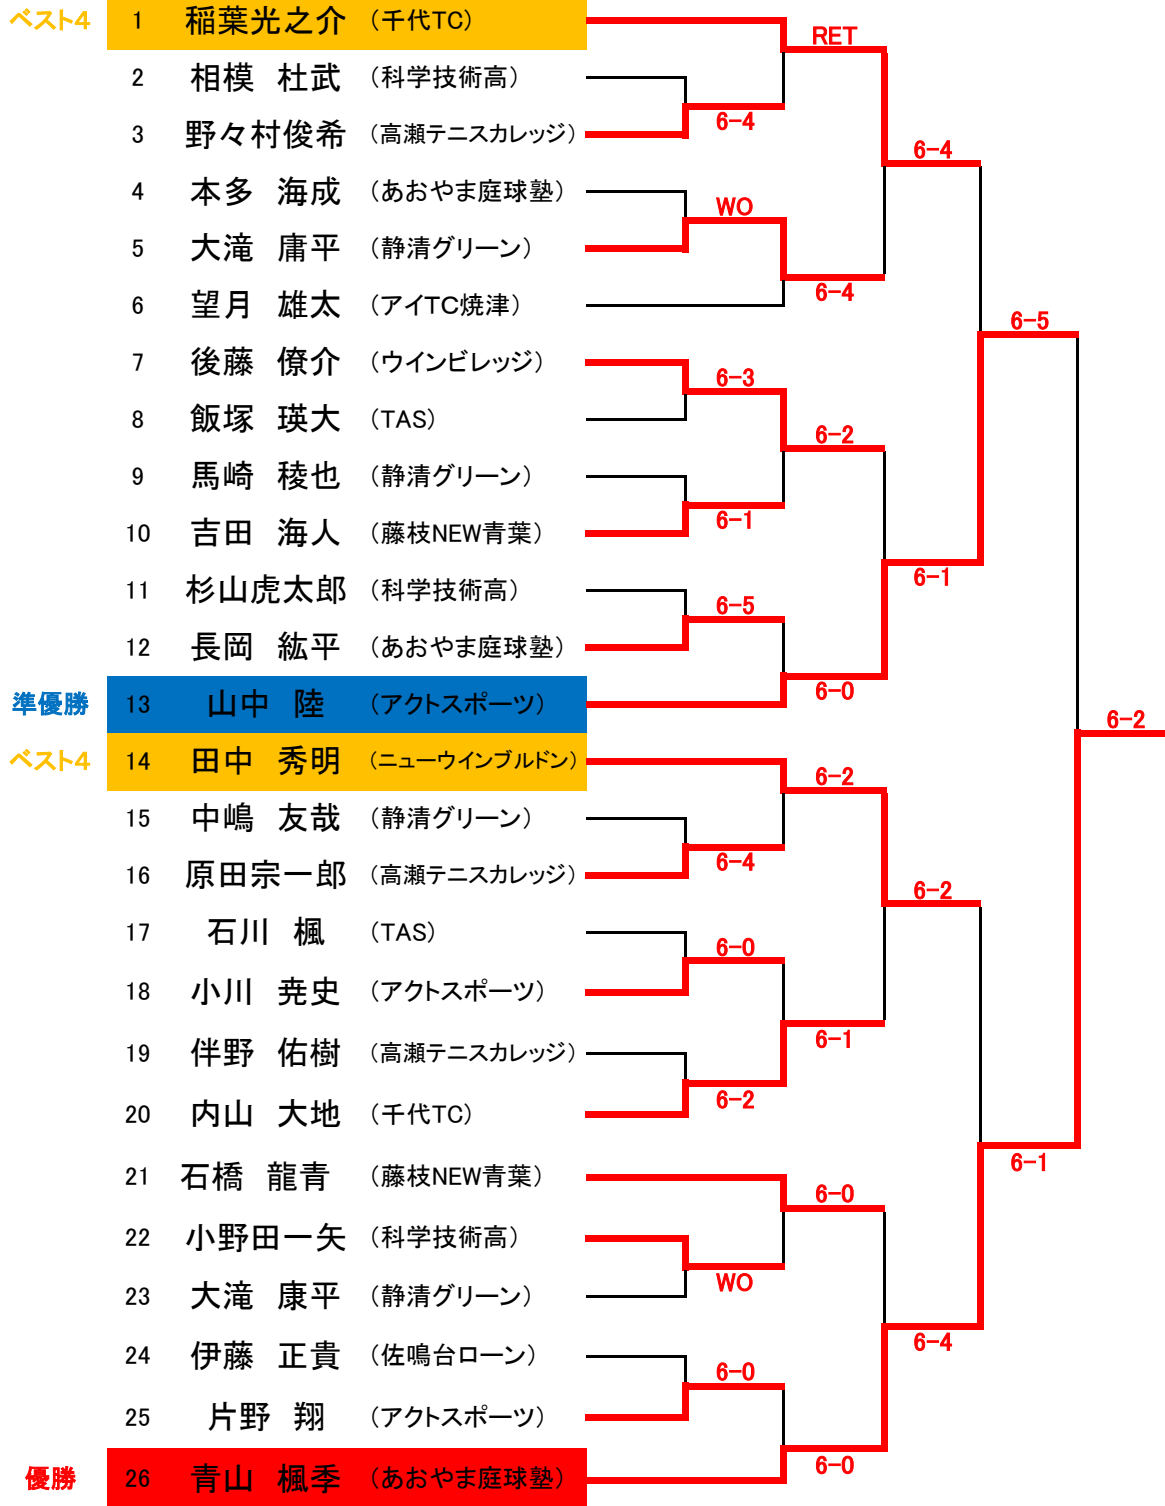 ベスト4 1 稲葉光之介 （千代TC）
RET
2 相模 杜武 （科学技術高）
6-4
3 野々村俊希 （高瀬テニスカレッジ）
6-4
4 本多 海成 （あおやま庭球塾）
WO
5 大滝 庸平 （静清グリーン）
6-4
6 望月 雄太 （アイTC焼津）
6-5
7 後藤 僚介 （ウインビレッジ）
6-3
8 飯塚 瑛大 （TAS）
6-2
9 馬崎 稜也 （静清グリーン）
6-1
10 吉田 海人 （藤枝NEW青葉）
6-1
11 杉山虎太郎 （科学技術高）
6-5
12 長岡 紘平 （あおやま庭球塾）
6-0
準優勝 13 山中 陸 （アクトスポーツ）
6-2
ベスト4 14 田中 秀明 （ニューウインブルドン）
6-2
15 中嶋 友哉 （静清グリーン）
6-4
16 原田宗一郎 （高瀬テニスカレッジ）
6-2
17 石川 楓 （TAS）
6-0
18 小川 尭史 （アクトスポーツ）
6-1
19 伴野 佑樹 （高瀬テニスカレッジ）
6-2
20 内山 大地 （千代TC）
6-1
21 石橋 龍青 （藤枝NEW青葉）
6-0
22 小野田一矢 （科学技術高）
WO
23 大滝 康平 （静清グリーン）
6-4
24 伊藤 正貴 （佐鳴台ローン）
6-0
25 片野 翔 （アクトスポーツ）
6-0
優勝 26 青山 楓季 （あおやま庭球塾）